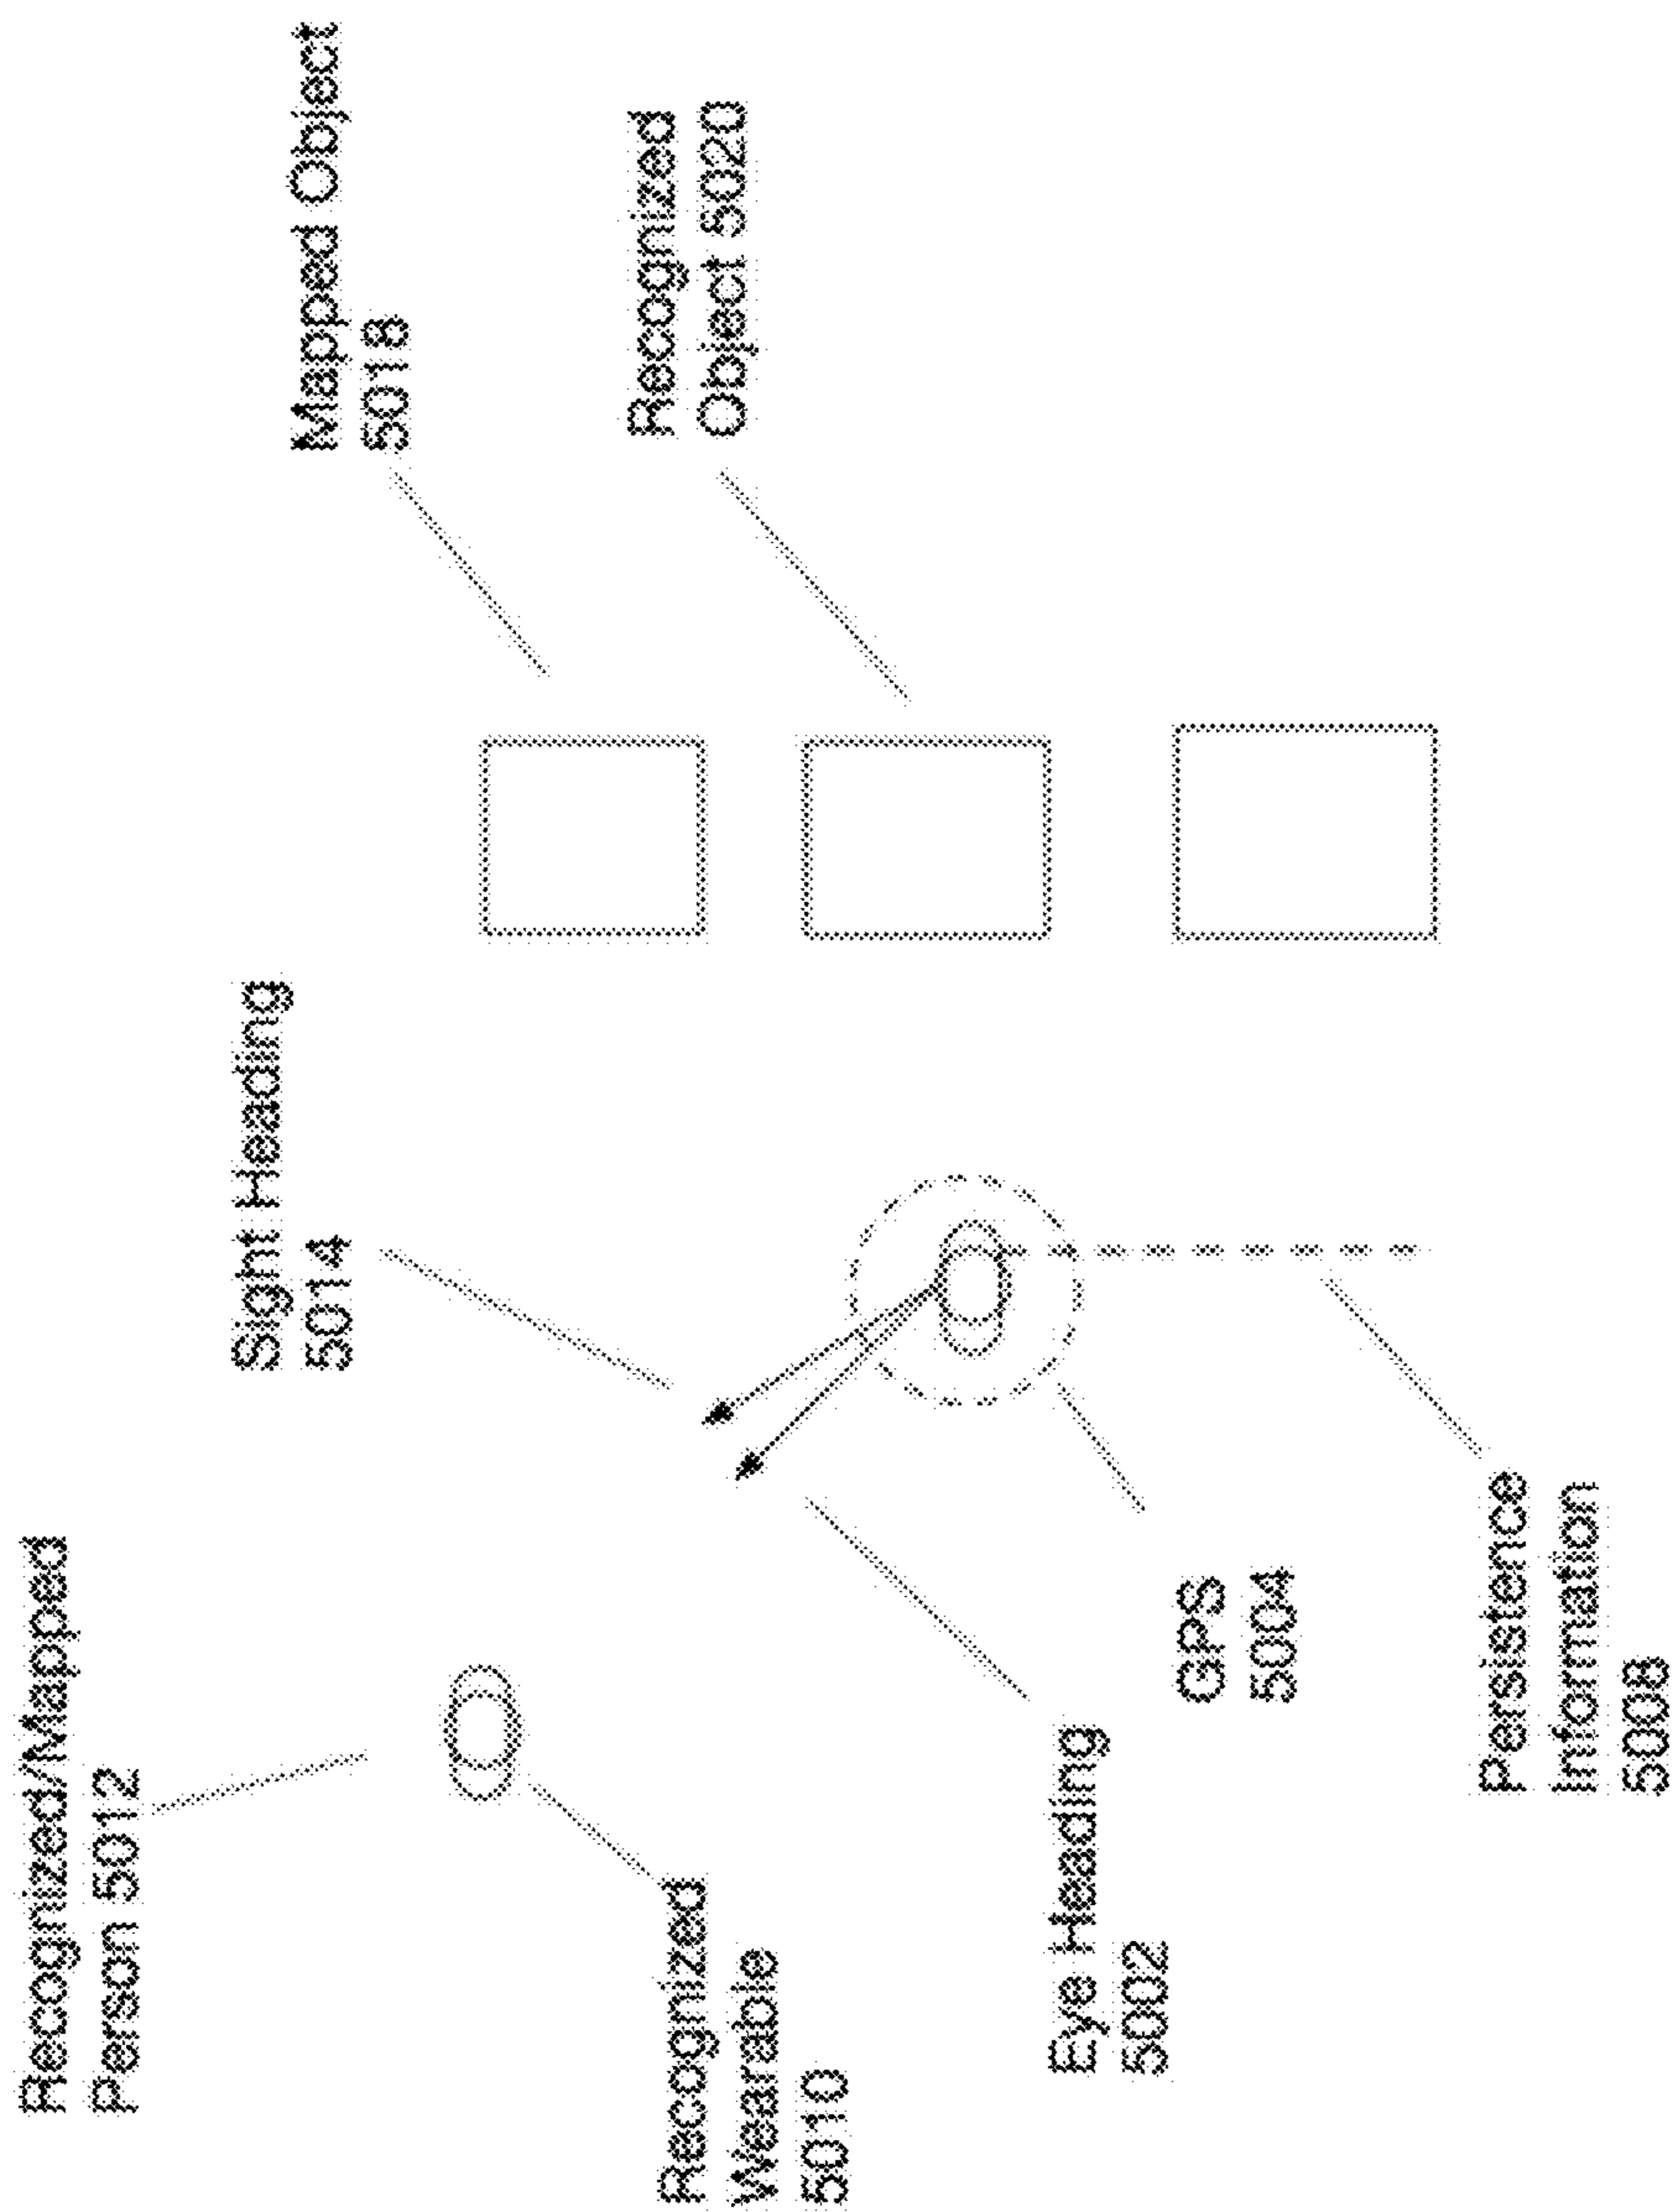 Recognized/Mapped
Person 5012
Sight Heading
5014
Mapped Object
5018
Recognized
Object 5020
Recognized
Wearable
5010
Eye Heading
5002
GPS
5004
Persistence
Information
5008